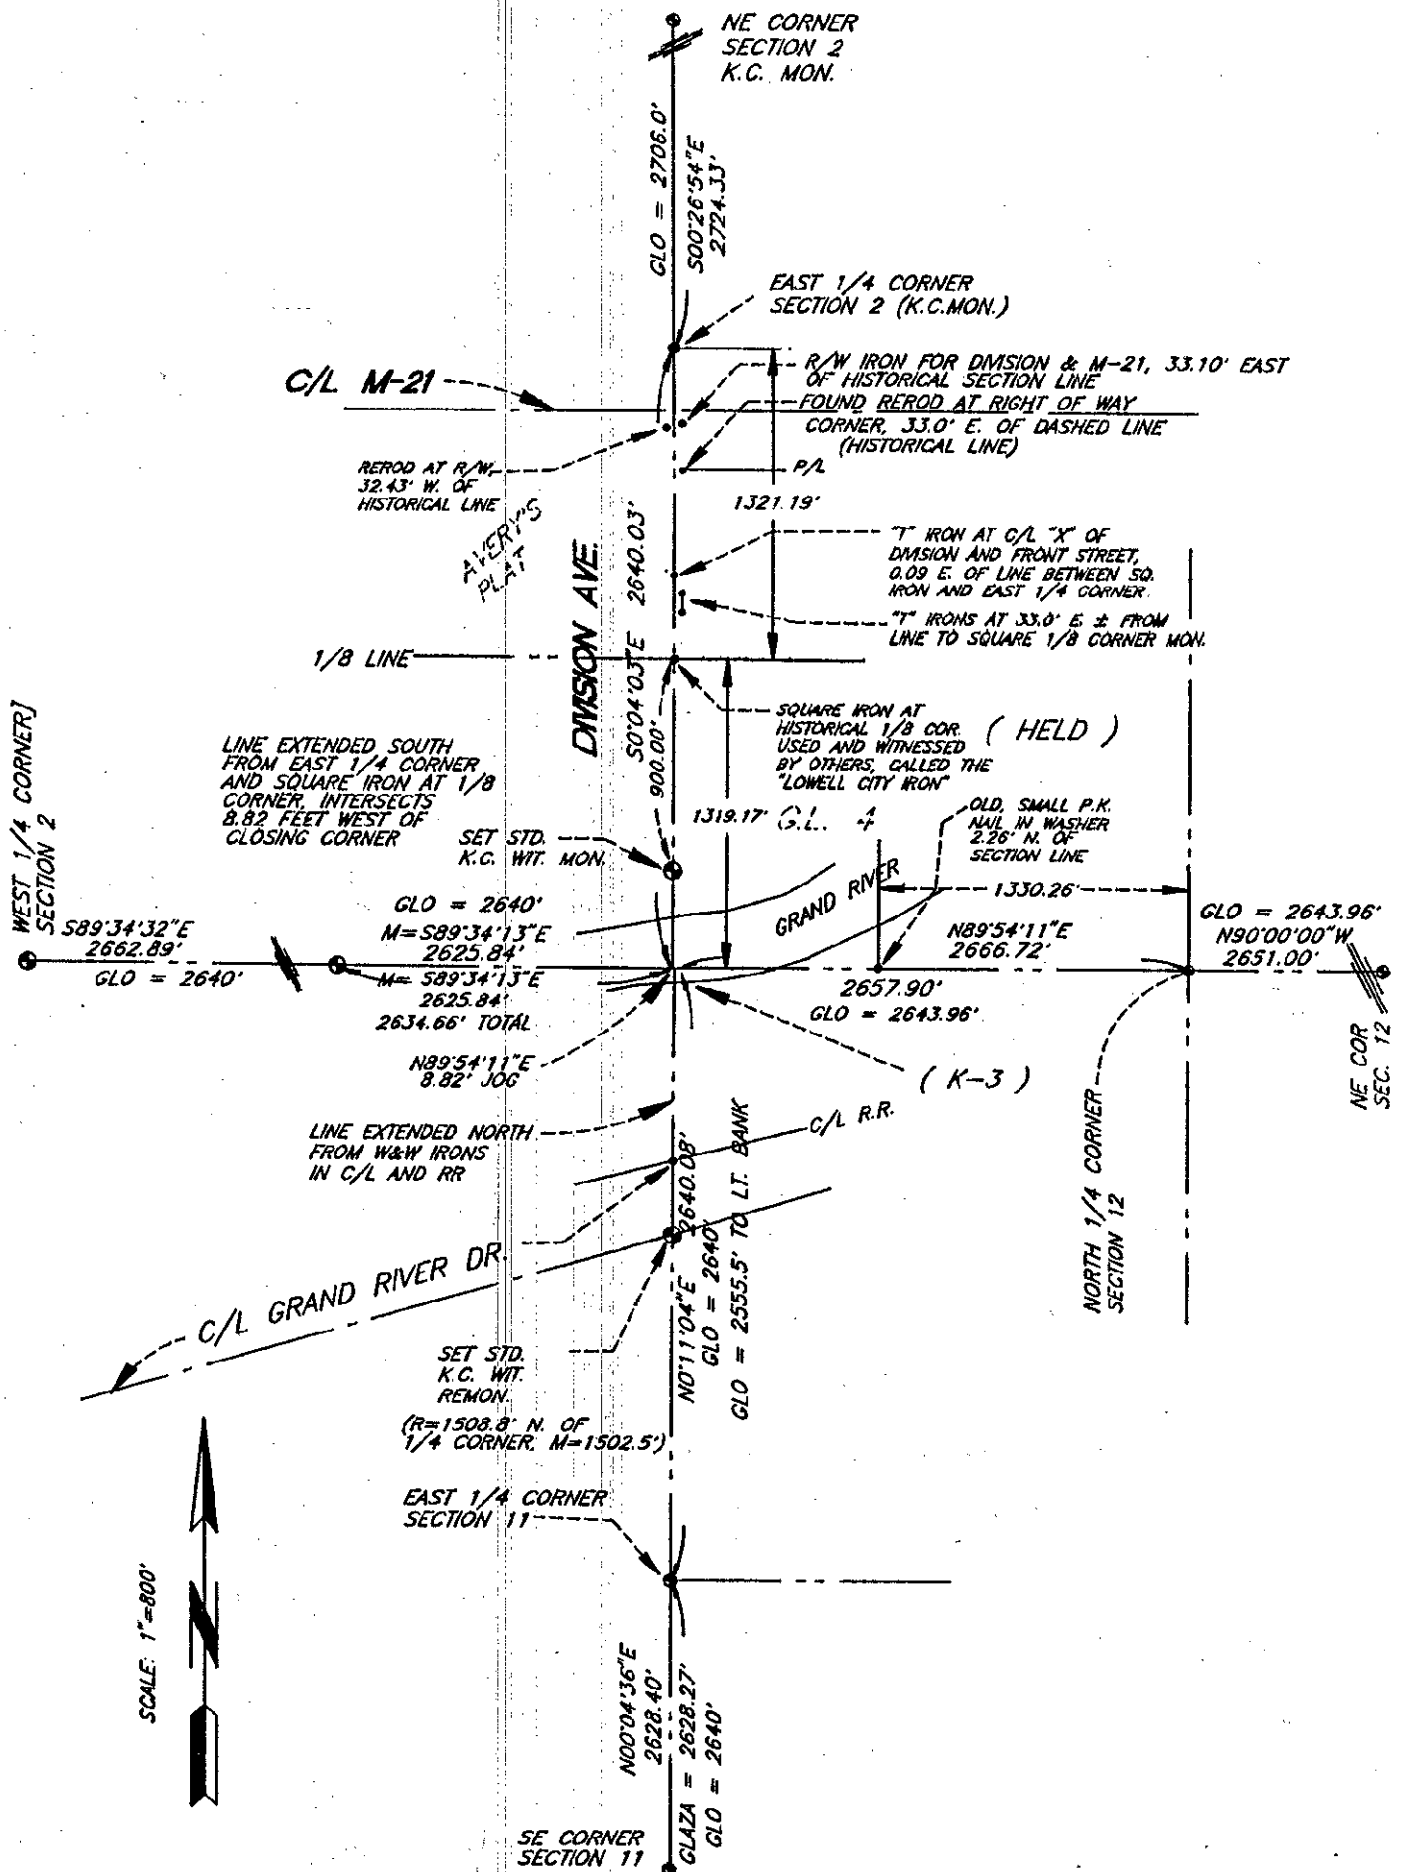 NE CORNER
SECTION 2
K.C. MON.
GLO = 2706.0'
S00°26'54"E
2724.33'
EAST 1/4 CORNER
SECTION 2 (K.C.MON.)
C/L M-21
R/W IRON FOR DIVISION & M-21, 33.10' EAST
OF HISTORICAL SECTION LINE
FOUND REROD AT RIGHT OF WAY
CORNER, 33.0' E. OF DASHED LINE
(HISTORICAL LINE)
P/L
REROD AT R/W,
32.43' W. OF
HISTORICAL LINE
AVERY'S
PLAT
1321.19'
DIVISION AVE.
S0°04'03"E 2640.03'
"T" IRON AT C/L "X" OF
DIVISION AND FRONT STREET,
0.09 E. OF LINE BETWEEN SQ.
IRON AND EAST 1/4 CORNER.
"T" IRONS AT 33.0' E. ± FROM
LINE TO SQUARE 1/8 CORNER MON.
1/8 LINE
900.00'
SQUARE IRON AT
HISTORICAL 1/8 COR.
USED AND WITNESSED
BY OTHERS, CALLED THE
"LOWELL CITY IRON"
( HELD )
WEST 1/4 CORNER]
SECTION 2
LINE EXTENDED SOUTH
FROM EAST 1/4 CORNER
AND SQUARE IRON AT 1/8
CORNER, INTERSECTS
8.82 FEET WEST OF
CLOSING CORNER
SET STD.
K.C. WIT. MON.
1319.17'
G.L. 4
OLD, SMALL P.K.
NAIL IN WASHER
2.26' N. OF
SECTION LINE
GRAND RIVER
1330.26'
S89°34'32"E
2662.89'
GLO = 2640'
GLO = 2640'
M=S89°34'13"E
2625.84'
M= S89°34'13"E
2625.84'
2634.66' TOTAL
N89°54'11"E
2666.72'
2657.90'
GLO = 2643.96'
GLO = 2643.96'
N90°00'00"W
2651.00'
NE COR
SEC. 12
N89°54'11"E
8.82' JOG
( K-3 )
NORTH 1/4 CORNER
SECTION 12
LINE EXTENDED NORTH
FROM W&W IRONS
IN C/L AND RR
C/L R.R.
C/L GRAND RIVER DR.
N0°11'04"E 2640.08'
GLO = 2640'
GLO = 2555.5' TO LT. BANK
SET STD.
K.C. WIT.
REMON.
(R=1508.8' N. OF
1/4 CORNER, M=1502.5')
EAST 1/4 CORNER
SECTION 11
SCALE: 1"=800'
N
N00°04'36"E
2628.40'
GLAZA = 2628.27'
GLO = 2640'
SE CORNER
SECTION 11